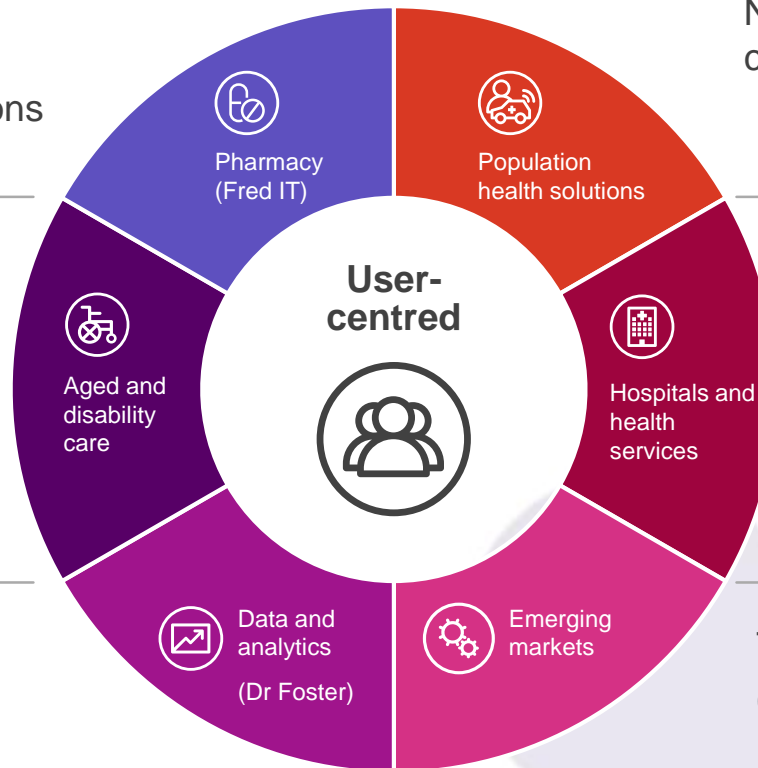 Pharmacy
(Fred IT)
Population
health solutions
User-
centred
Aged and
disability
care
Hospitals and
health
services
Data and
analytics
(Dr Foster)
Emerging
markets